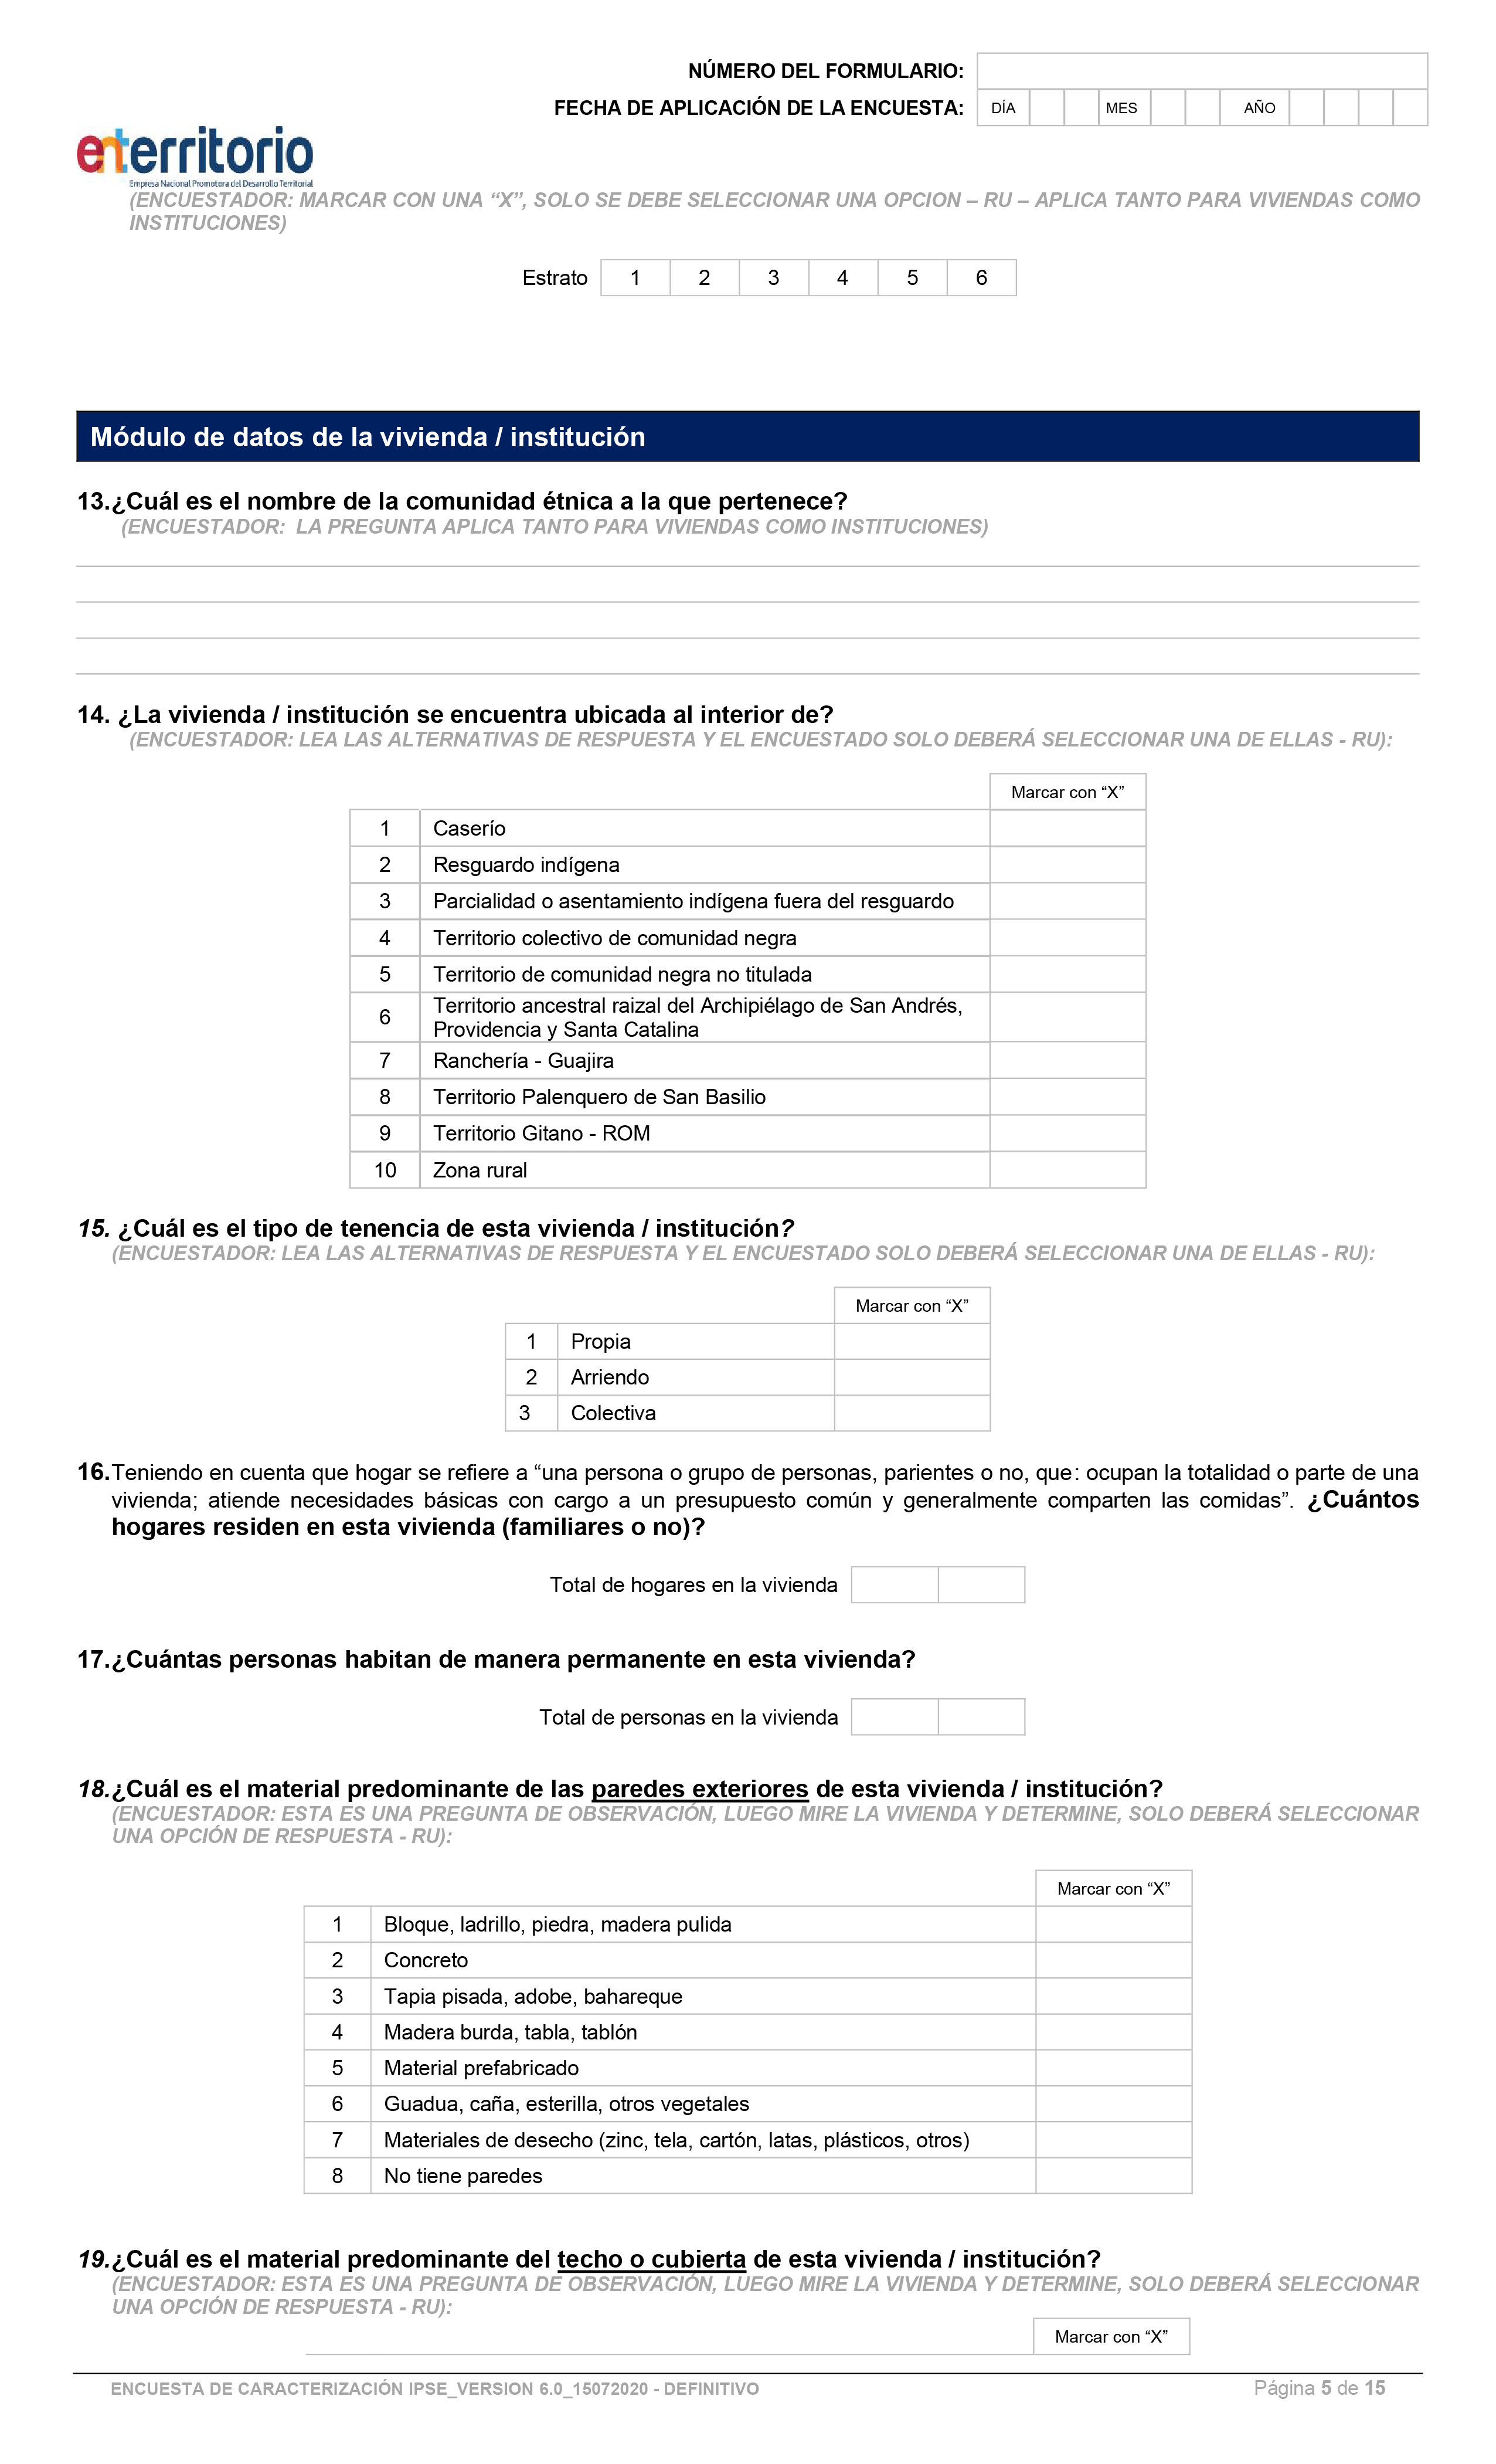 NÚMERO DEL FORMULARIO:
FECHA DE APLICACIÓN DE LA ENCUESTA: DÍA MES AÑO
enterritorio
Empresa Nacional Promotora del Desarrollo Territorial
(ENCUESTADOR: MARCAR CON UNA “X”, SOLO SE DEBE SELECCIONAR UNA OPCION – RU – APLICA TANTO PARA VIVIENDAS COMO
INSTITUCIONES)
Estrato 1 2 3 4 5 6
Módulo de datos de la vivienda / institución
13.¿Cuál es el nombre de la comunidad étnica a la que pertenece?
(ENCUESTADOR: LA PREGUNTA APLICA TANTO PARA VIVIENDAS COMO INSTITUCIONES)
14. ¿La vivienda / institución se encuentra ubicada al interior de?
(ENCUESTADOR: LEA LAS ALTERNATIVAS DE RESPUESTA Y EL ENCUESTADO SOLO DEBERÁ SELECCIONAR UNA DE ELLAS - RU):
Marcar con “X”
1 Caserío
2 Resguardo indígena
3 Parcialidad o asentamiento indígena fuera del resguardo
4 Territorio colectivo de comunidad negra
5 Territorio de comunidad negra no titulada
6 Territorio ancestral raizal del Archipiélago de San Andrés,
Providencia y Santa Catalina
7 Ranchería - Guajira
8 Territorio Palenquero de San Basilio
9 Territorio Gitano - ROM
10 Zona rural
15. ¿Cuál es el tipo de tenencia de esta vivienda / institución?
(ENCUESTADOR: LEA LAS ALTERNATIVAS DE RESPUESTA Y EL ENCUESTADO SOLO DEBERÁ SELECCIONAR UNA DE ELLAS - RU):
Marcar con “X”
1 Propia
2 Arriendo
3 Colectiva
16.Teniendo en cuenta que hogar se refiere a “una persona o grupo de personas, parientes o no, que: ocupan la totalidad o parte de una
vivienda; atiende necesidades básicas con cargo a un presupuesto común y generalmente comparten las comidas”. ¿Cuántos
hogares residen en esta vivienda (familiares o no)?
Total de hogares en la vivienda
17.¿Cuántas personas habitan de manera permanente en esta vivienda?
Total de personas en la vivienda
18.¿Cuál es el material predominante de las paredes exteriores de esta vivienda / institución?
(ENCUESTADOR: ESTA ES UNA PREGUNTA DE OBSERVACIÓN, LUEGO MIRE LA VIVIENDA Y DETERMINE, SOLO DEBERÁ SELECCIONAR
UNA OPCIÓN DE RESPUESTA - RU):
Marcar con “X”
1 Bloque, ladrillo, piedra, madera pulida
2 Concreto
3 Tapia pisada, adobe, bahareque
4 Madera burda, tabla, tablón
5 Material prefabricado
6 Guadua, caña, esterilla, otros vegetales
7 Materiales de desecho (zinc, tela, cartón, latas, plásticos, otros)
8 No tiene paredes
19.¿Cuál es el material predominante del techo o cubierta de esta vivienda / institución?
(ENCUESTADOR: ESTA ES UNA PREGUNTA DE OBSERVACIÓN, LUEGO MIRE LA VIVIENDA Y DETERMINE, SOLO DEBERÁ SELECCIONAR
UNA OPCIÓN DE RESPUESTA - RU):
Marcar con “X”
ENCUESTA DE CARACTERIZACIÓN IPSE_VERSION 6.0_15072020 - DEFINITIVO Página 5 de 15